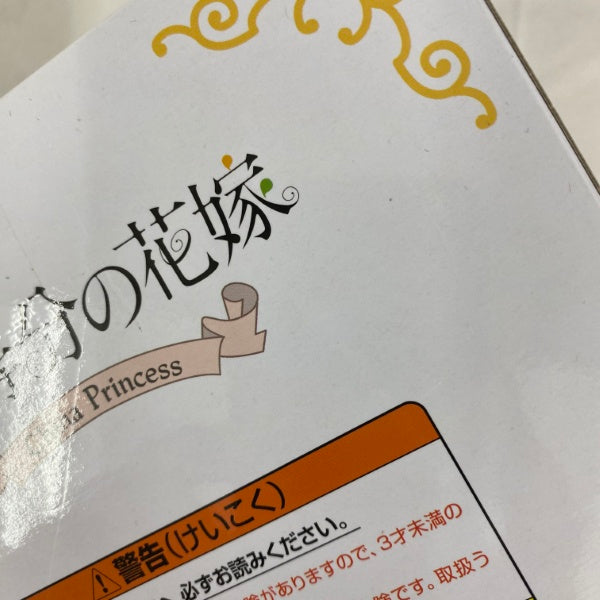 分の花嫁
Princess
警告(けいこく)
必ずお読みください。
がありますので、3才未満の
です。取扱う